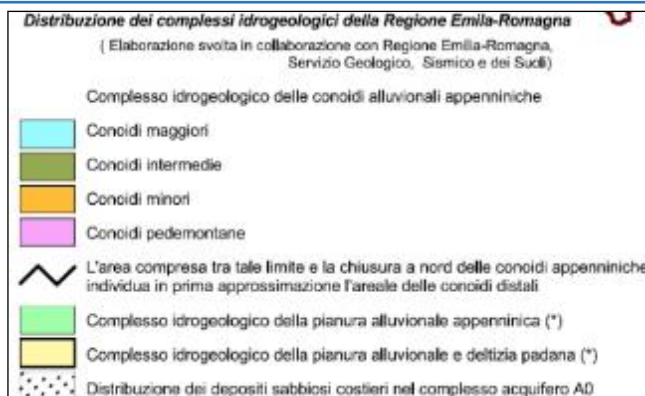 Distribuzione dei complessi idrogeologici della Regione Emila-Romagna
( Elaborazione svolta in collaborazione con Regione Emilia-Romagna,
Servizio Geologico, Sismico e dei Suoli)
Complesso idrogeologico delle conoidi alluvionali appenniniche
Conoidi maggiori
Conoidi intermedie
Conoidi minori
Conoidi pedemontane
L'area compresa tra tale limite e la chiusura a nord delle conoidi appenniniche
individua in prima approssimazione l'areale delle conoidi distali
Complesso idrogeologico della pianura alluvionale appenninica (*)
Complesso idrogeologico della pianura alluvionale e deltizia padana (*)
Distribuzione dei depositi sabbiosi costieri nel complesso acquifero A0